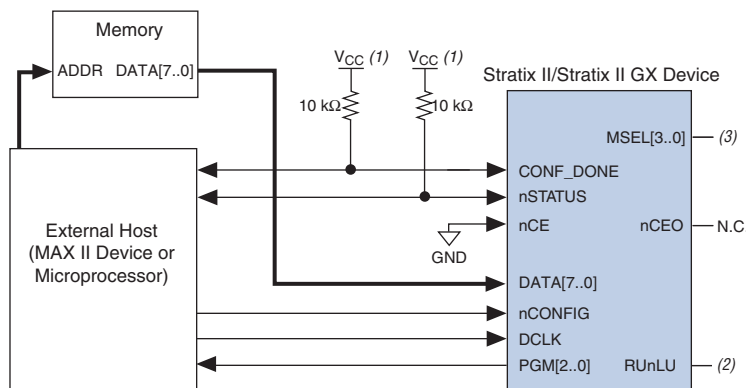 Memory
ADDR DATA[7..0]
VCC (1)
VCC (1)
10 kΩ
10 kΩ
Stratix II/Stratix II GX Device
MSEL[3..0]
(3)
CONF_DONE
nSTATUS
nCE
nCEO
N.C
GND
External Host
(MAX II Device or
Microprocessor)
DATA[7..0]
nCONFIG
DCLK
PGM[2..0]
RUnLU
(2)